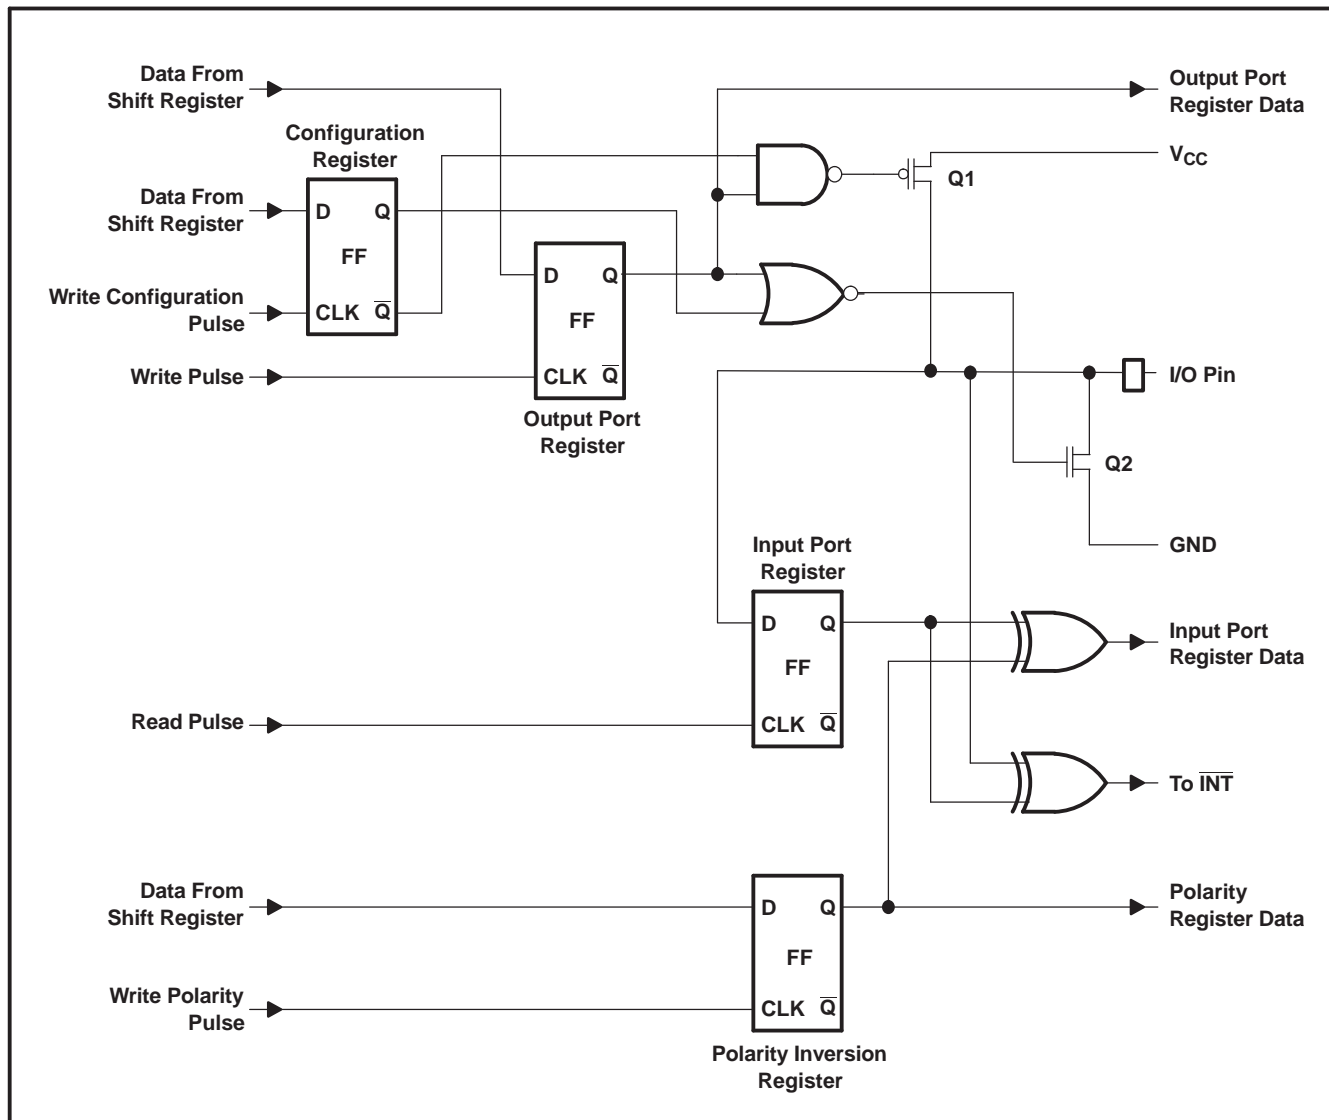 Data From
Shift Register
Output Port
Register Data
Configuration
Register
V<sub>CC</sub>
Q1
Data From
Shift Register
D Q
FF
CLK Q̅
D Q
FF
CLK Q̅
Write Configuration
Pulse
Write Pulse
I/O Pin
Output Port
Register
Q2
GND
Input Port
Register
D Q
FF
CLK Q̅
Input Port
Register Data
Read Pulse
To I̅N̅T̅
Data From
Shift Register
D Q
FF
CLK Q̅
Polarity
Register Data
Write Polarity
Pulse
Polarity Inversion
Register